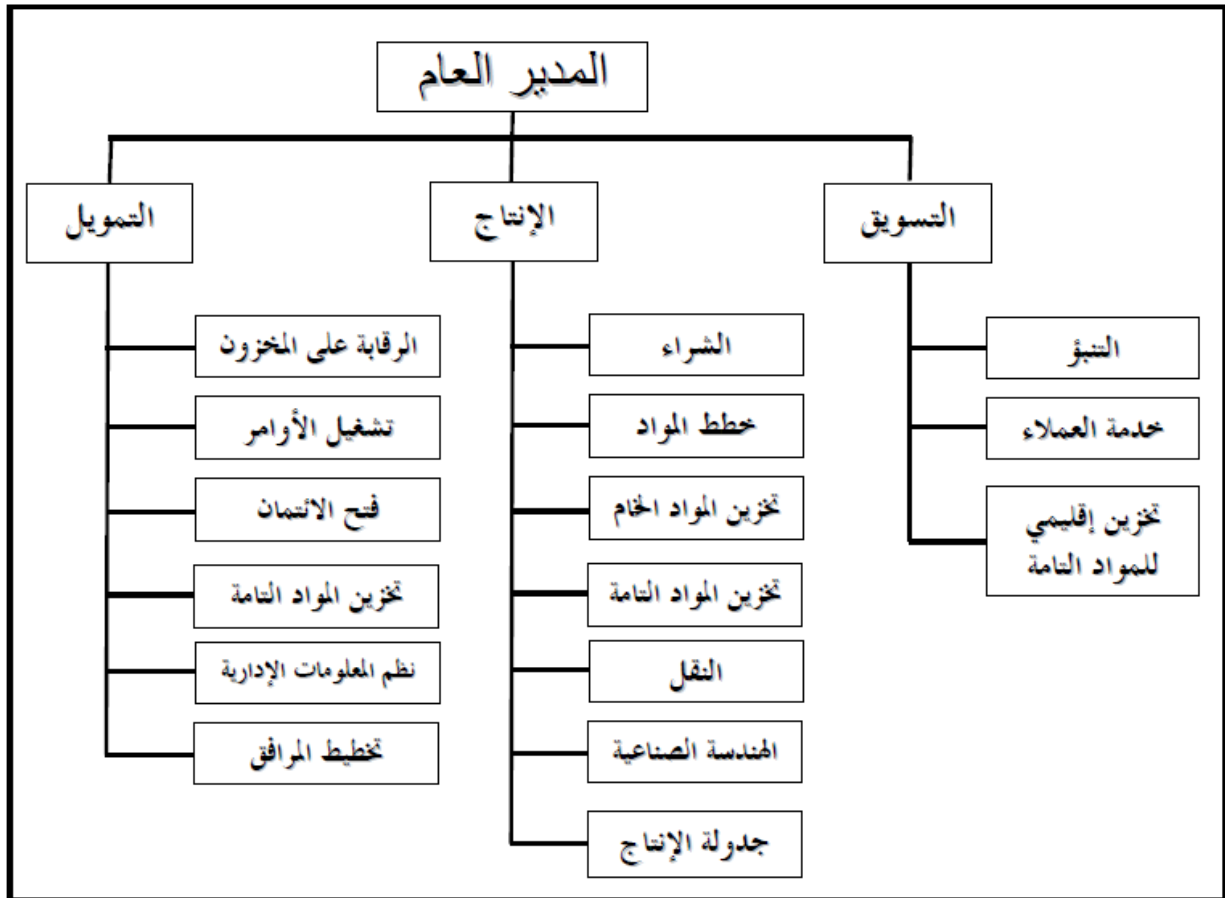 المدير العام
التسويق
الإنتاج
التمويل
التنبؤ
خدمة العملاء
تخزين إقليمي
للمواد التامة
الشراء
خطط المواد
تخزين المواد الخام
تخزين المواد التامة
النقل
الهندسة الصناعية
جدولة الإنتاج
الرقابة على المخزون
تشغيل الأوامر
فتح الائتمان
تخزين المواد التامة
نظم المعلومات الإدارية
تخطيط المرافق